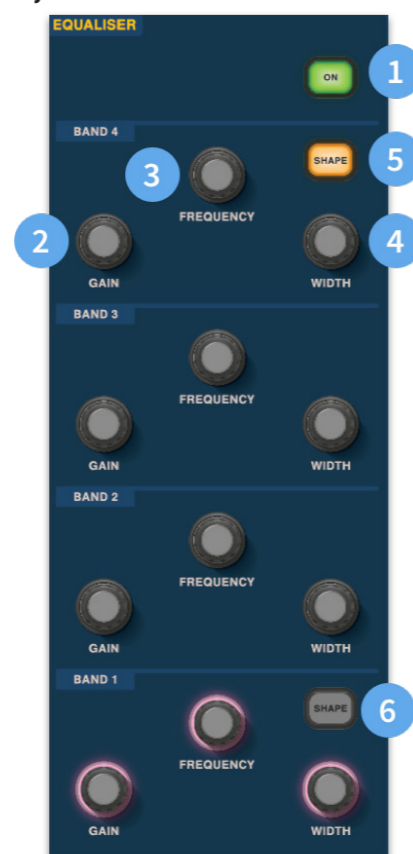 EQUALISER
ON
1
BAND 4
SHAPE
5
3
FREQUENCY
2
4
GAIN
WIDTH
BAND 3
FREQUENCY
GAIN
WIDTH
BAND 2
FREQUENCY
GAIN
WIDTH
BAND 1
SHAPE
6
FREQUENCY
GAIN
WIDTH